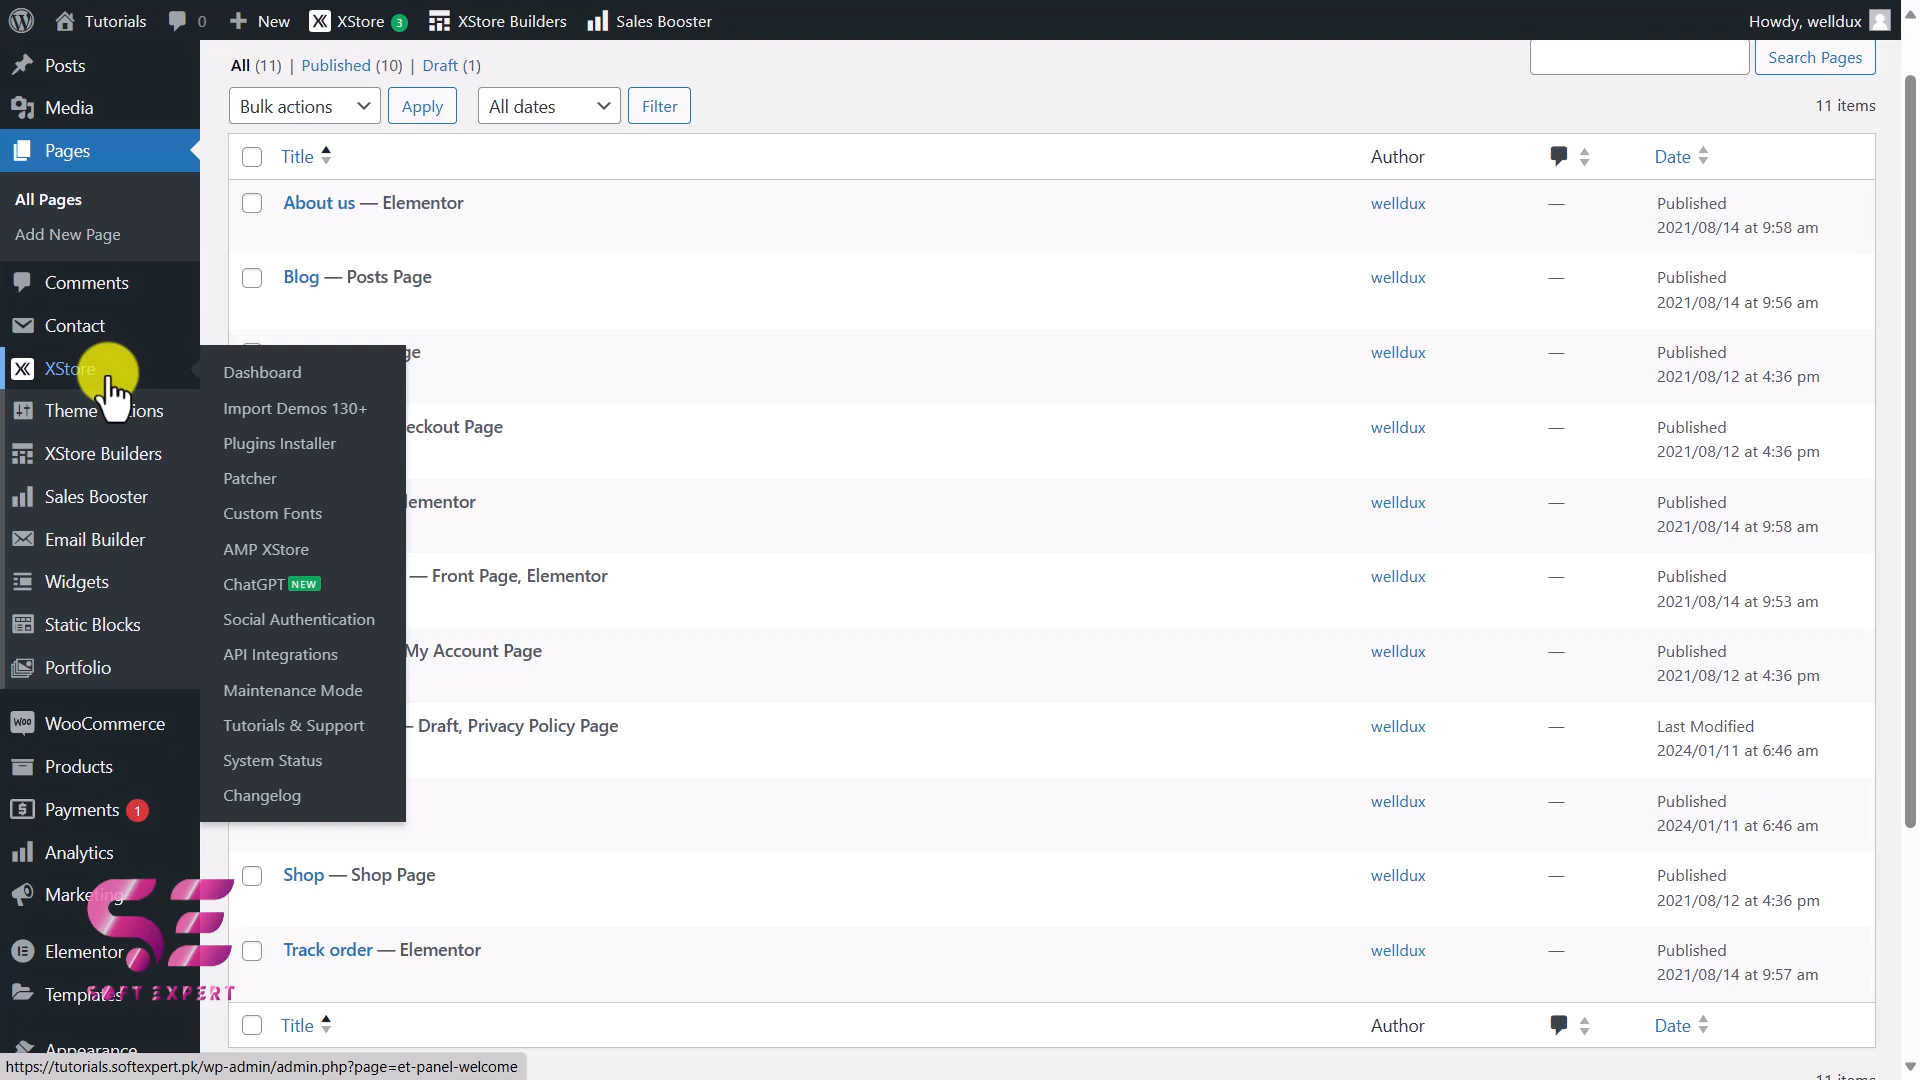 Tutorials 0 New XStore 3 XStore Builders Sales Booster Howdy, welldux
Posts
Media
Pages
All Pages
Add New Page
Comments
Contact
XStore
Theme
XStore Builders
Sales Booster
Email Builder
Widgets
Static Blocks
Portfolio
WooCommerce
Products
Payments 1
Analytics
Marketing
Elementor
Templates
Appearance
Dashboard
Import Demos 130+
Plugins Installer
Patcher
Custom Fonts
AMP XStore
ChatGPT NEW
Social Authentication
API Integrations
Maintenance Mode
Tutorials & Support
System Status
Changelog
All (11) | Published (10) | Draft (1)
Search Pages
Bulk actions Apply All dates Filter 11 items
Title Author Date
About us — Elementor welldux — Published
2021/08/14 at 9:58 am
Blog — Posts Page welldux — Published
2021/08/14 at 9:56 am
welldux — Published
2021/08/12 at 4:36 pm
eckout Page welldux — Published
2021/08/12 at 4:36 pm
lementor welldux — Published
2021/08/14 at 9:58 am
— Front Page, Elementor welldux — Published
2021/08/14 at 9:53 am
My Account Page welldux — Published
2021/08/12 at 4:36 pm
— Draft, Privacy Policy Page welldux — Last Modified
2024/01/11 at 6:46 am
welldux — Published
2024/01/11 at 6:46 am
Shop — Shop Page welldux — Published
2021/08/12 at 4:36 pm
Track order — Elementor welldux — Published
2021/08/14 at 9:57 am
Title Author Date
11 items
SE
SOFT EXPERT
https://tutorials.softexpert.pk/wp-admin/admin.php?page=et-panel-welcome